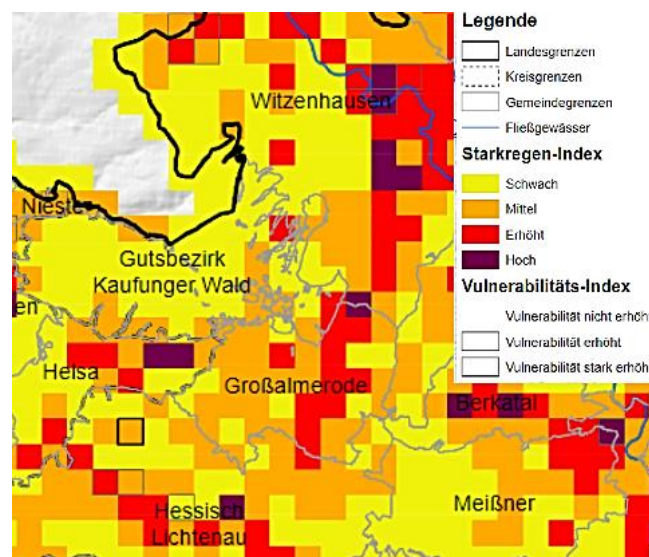 Legende
Landesgrenzen
Kreisgrenzen
Gemeindegrenzen
Fließgewässer
Starkregen-Index
Schwach
Mittel
Erhöht
Hoch
Vulnerabilitäts-Index
Vulnerabilität nicht erhöh
Vulnerabilität erhöht
Vulnerabilität stark erhöh
Witzenhausen
Nieste
Gutsbezirk
Kaufunger Wald
en
Helsa
Großalmerode
Berkatal
Meißner
Hessisch
Lichtenau